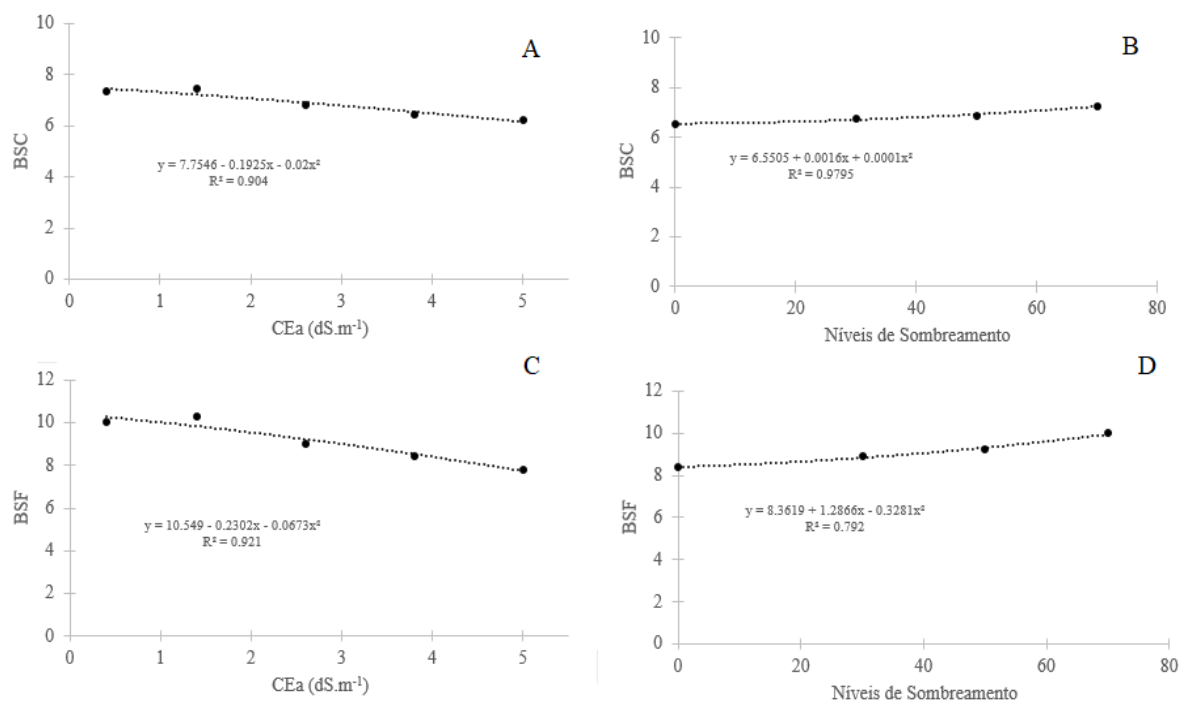 A
10
8
6
4
2
0
BSC
y = 7.7546 - 0.1925x - 0.02x²
R² = 0.904
0 1 2 3 4 5
CEa (dS.m⁻¹)
B
10
8
6
4
2
0
BSC
y = 6.5505 + 0.0016x + 0.0001x²
R² = 0.9795
0 20 40 60 80
Níveis de Sombreamento
C
12
10
8
6
4
2
0
BSF
y = 10.549 - 0.2302x - 0.0673x²
R² = 0.921
0 1 2 3 4 5
CEa (dS.m⁻¹)
D
12
10
8
6
4
2
0
BSF
y = 8.3619 + 1.2866x - 0.3281x²
R² = 0.792
0 20 40 60 80
Níveis de Sombreamento